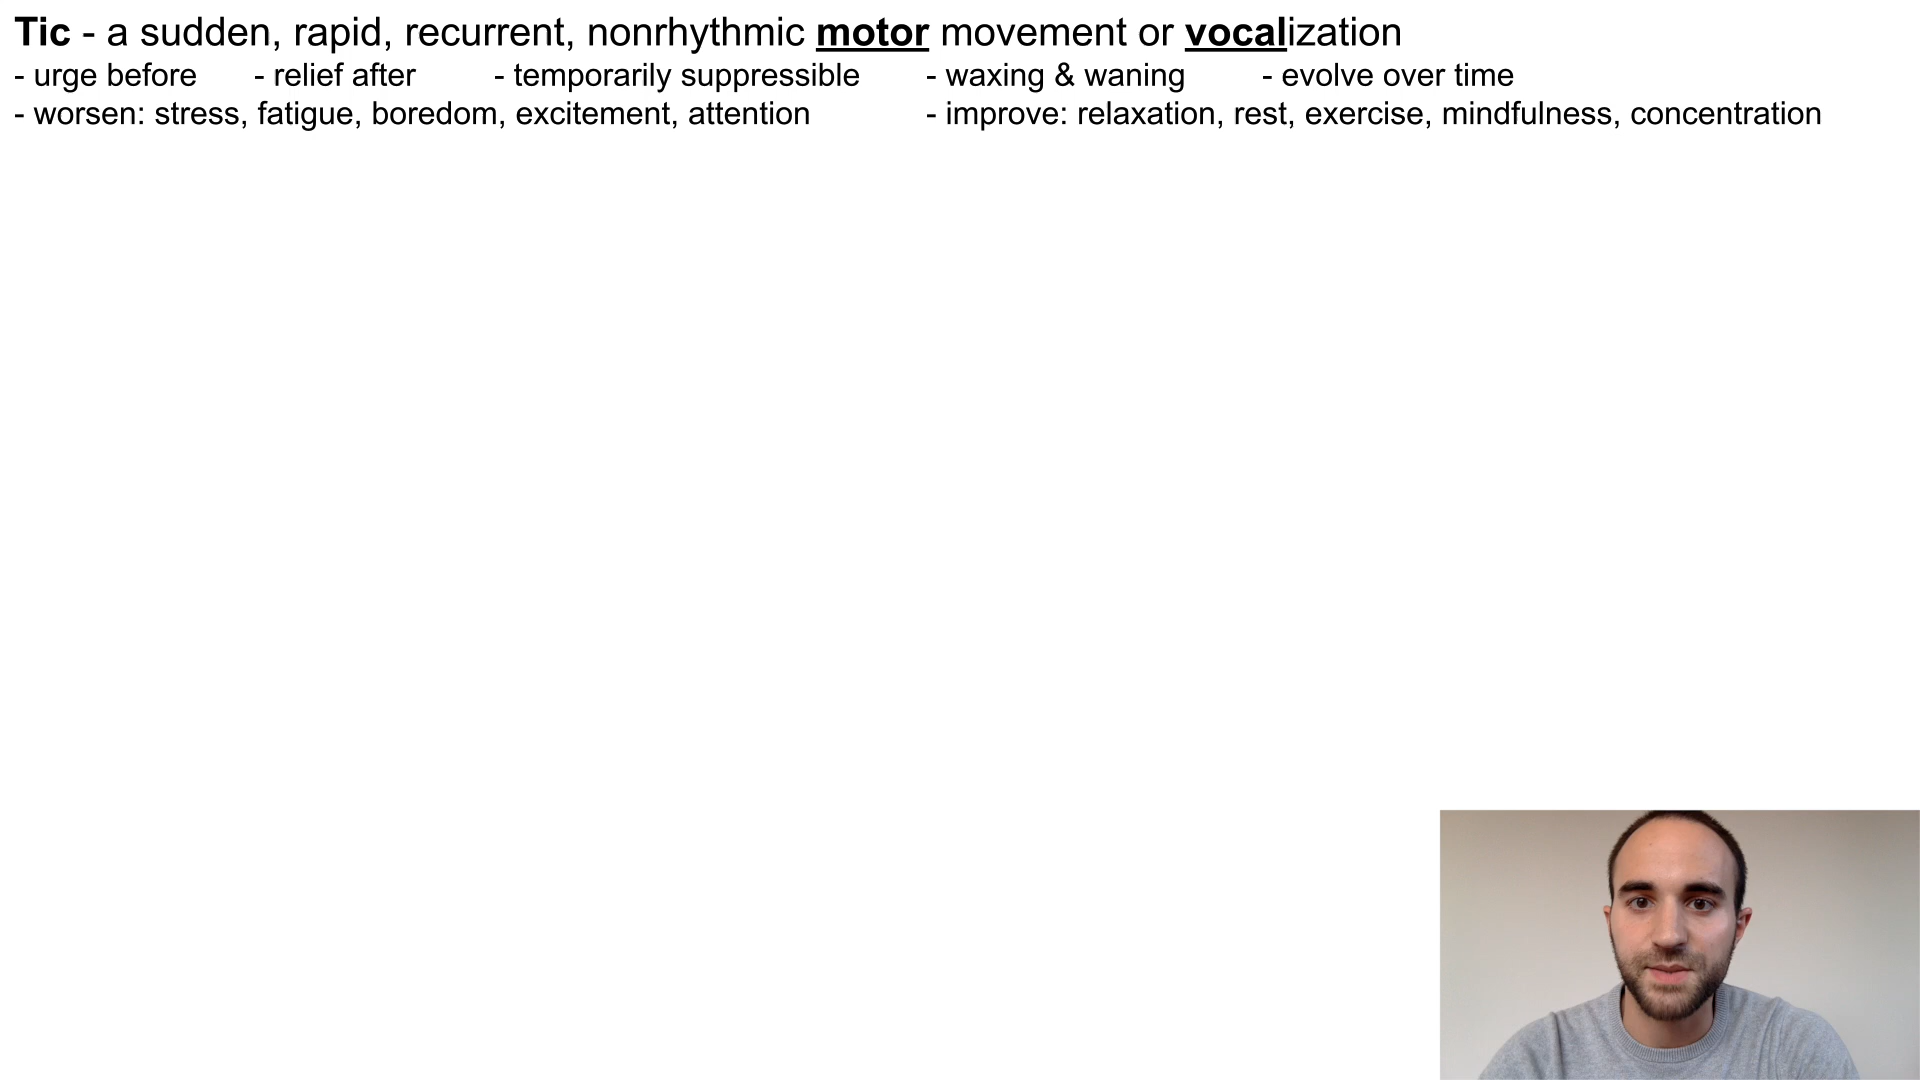 Tic - a sudden, rapid, recurrent, nonrhythmic motor movement or vocalization
- urge before - relief after - temporarily suppressible - waxing & waning - evolve over time
- worsen: stress, fatigue, boredom, excitement, attention - improve: relaxation, rest, exercise, mindfulness, concentration